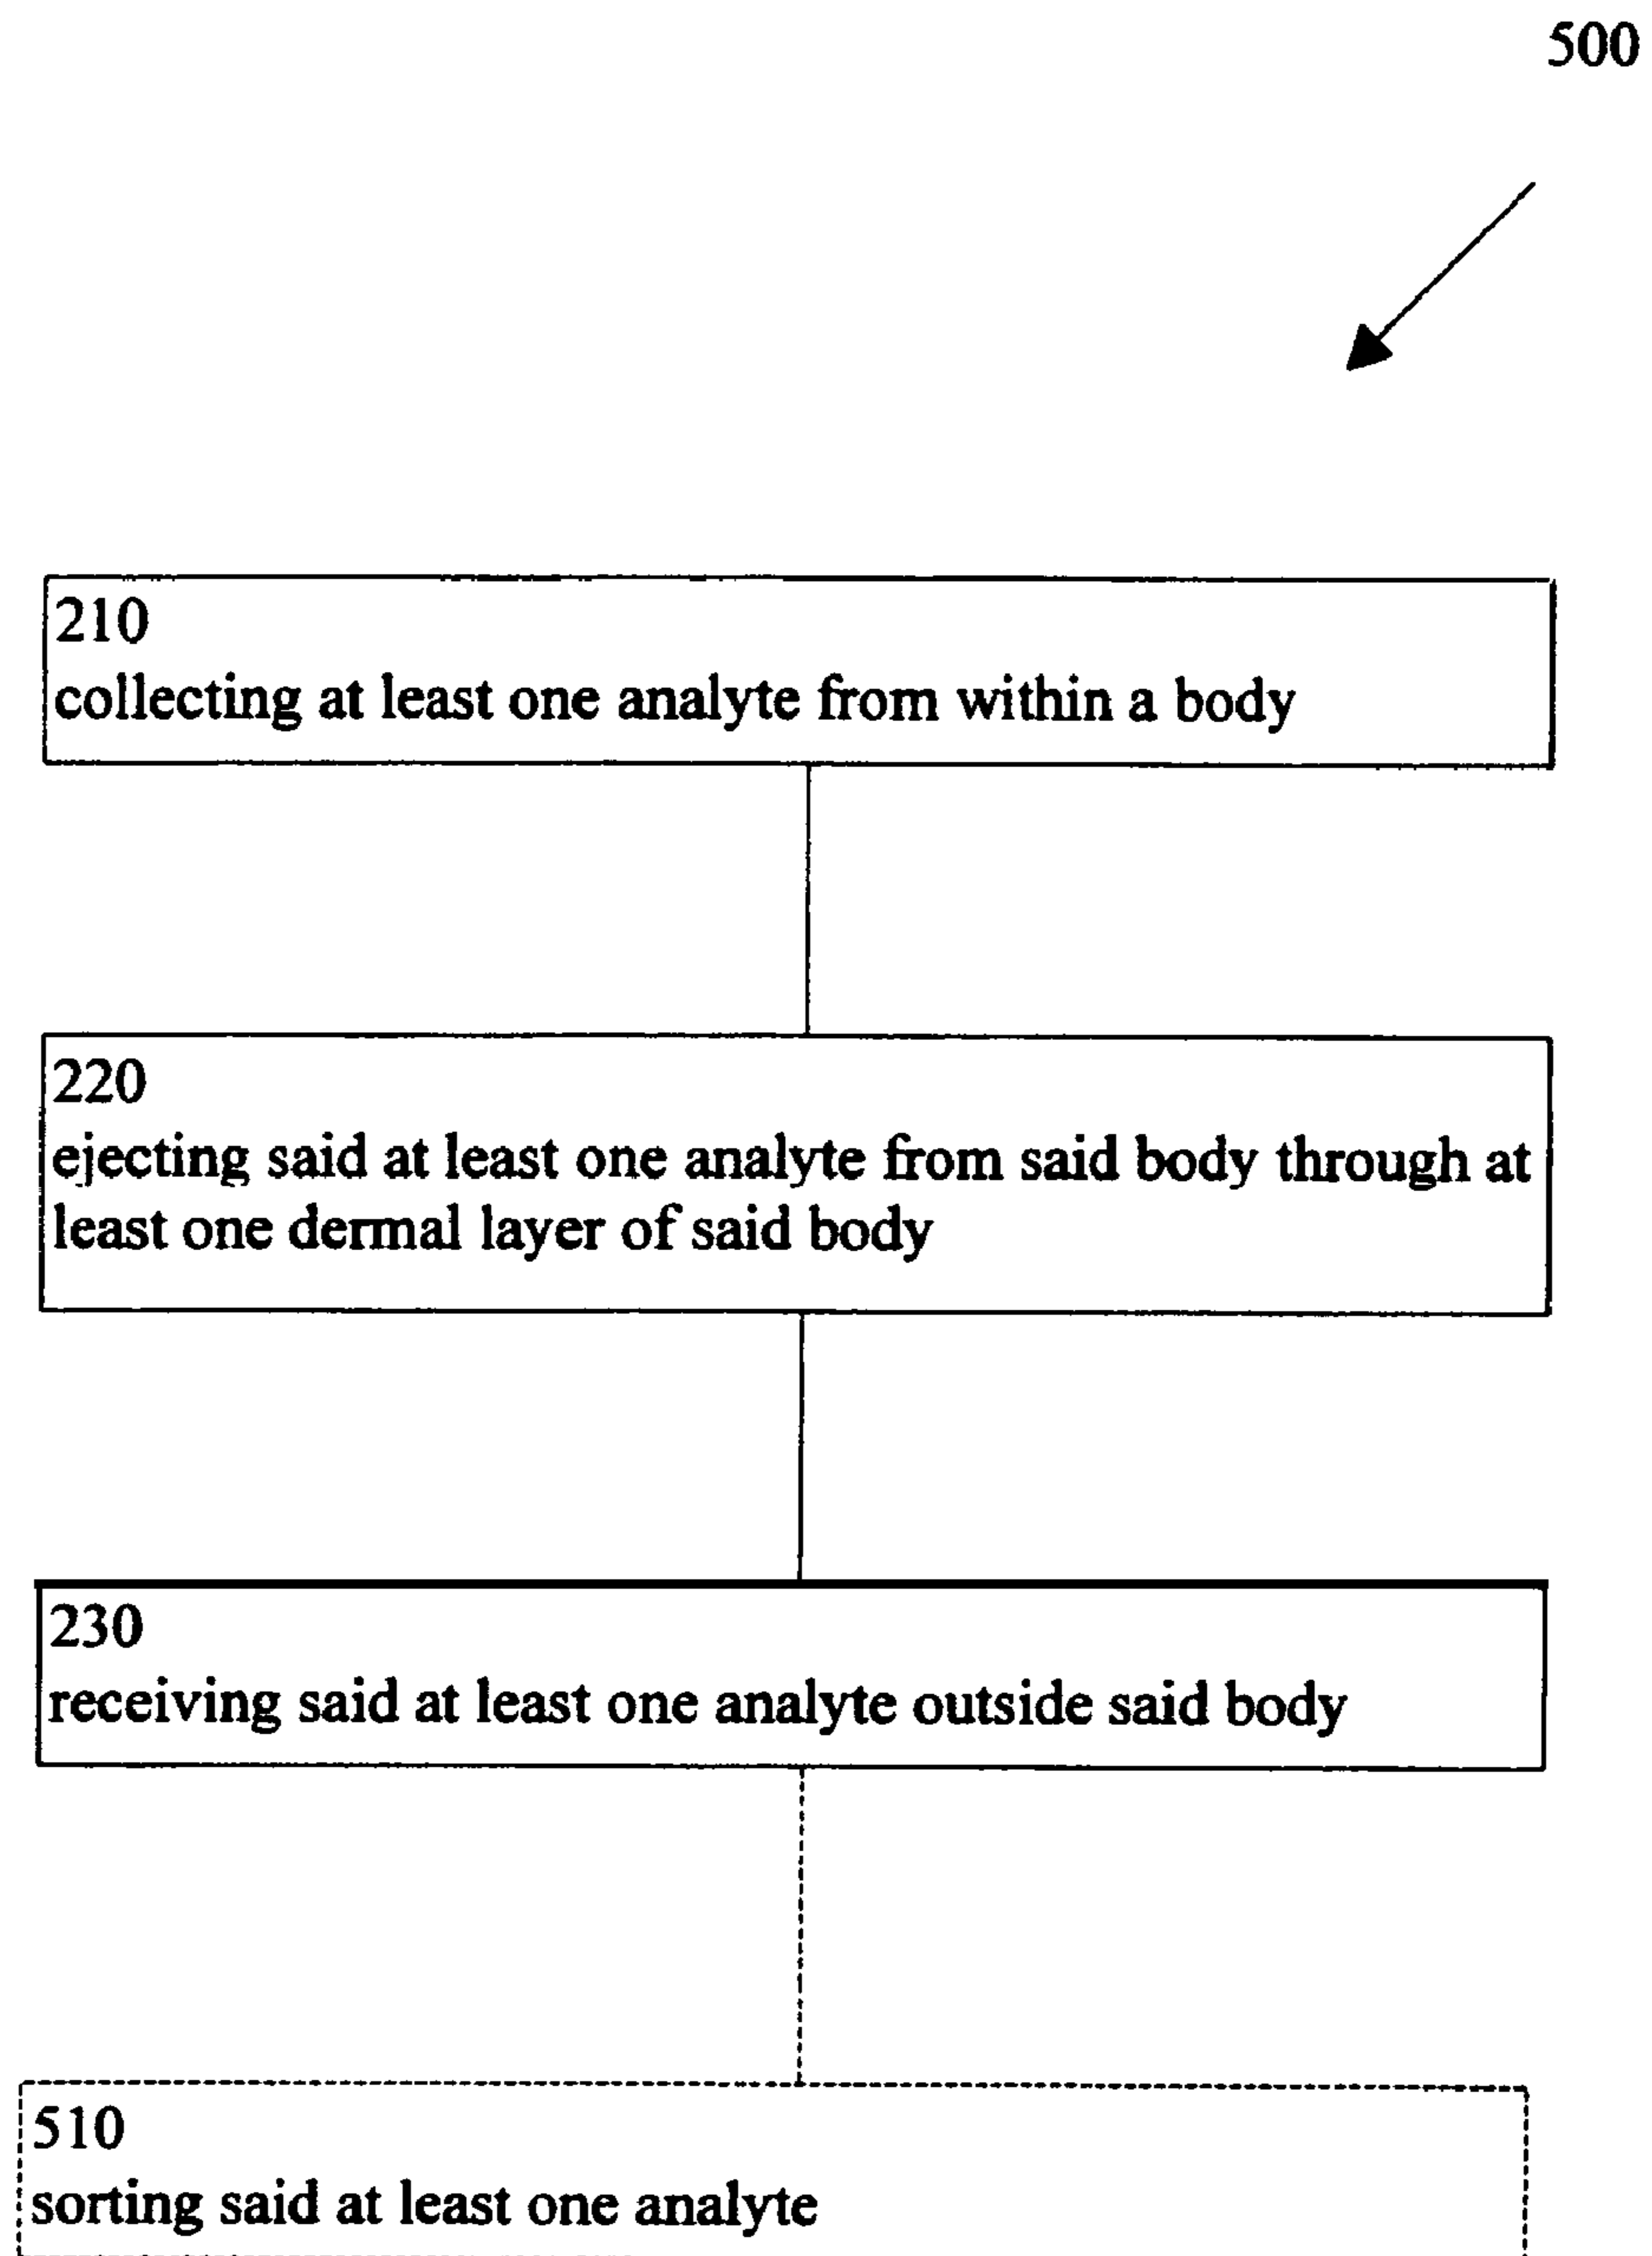 500
210
collecting at least one analyte from within a body
220
ejecting said at least one analyte from said body through at
least one dermal layer of said body
230
receiving said at least one analyte outside said body
510
sorting said at least one analyte